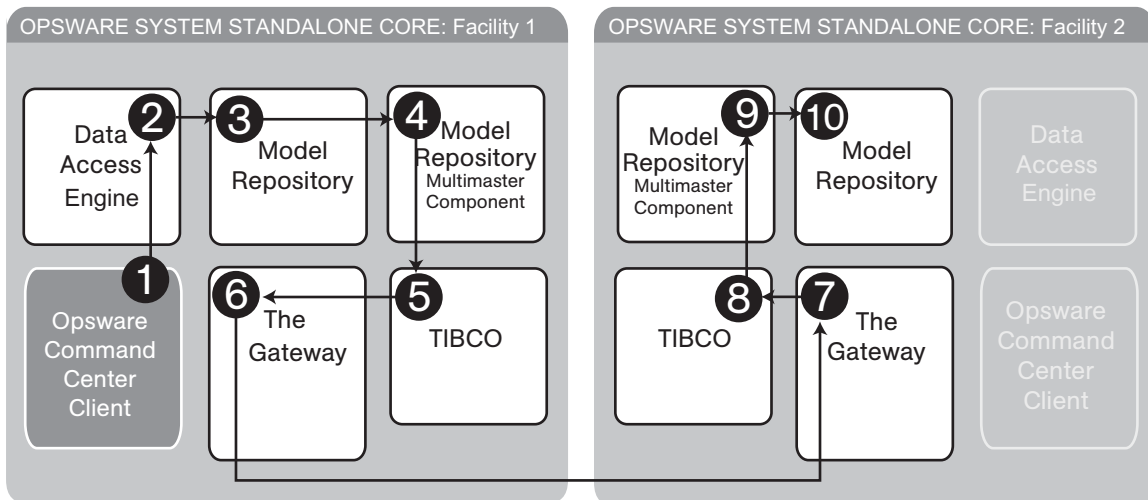 OPSWARE SYSTEM STANDALONE CORE: Facility 1
2
Data
Access
Engine
3
Model
Repository
4
Model
Repository
Multimaster
Component
1
Opsware
Command
Center
Client
6
The
Gateway
5
TIBCO
OPSWARE SYSTEM STANDALONE CORE: Facility 2
9
Model
Repository
Multimaster
Component
10
Model
Repository
Data
Access
Engine
8
TIBCO
7
The
Gateway
Opsware
Command
Center
Client